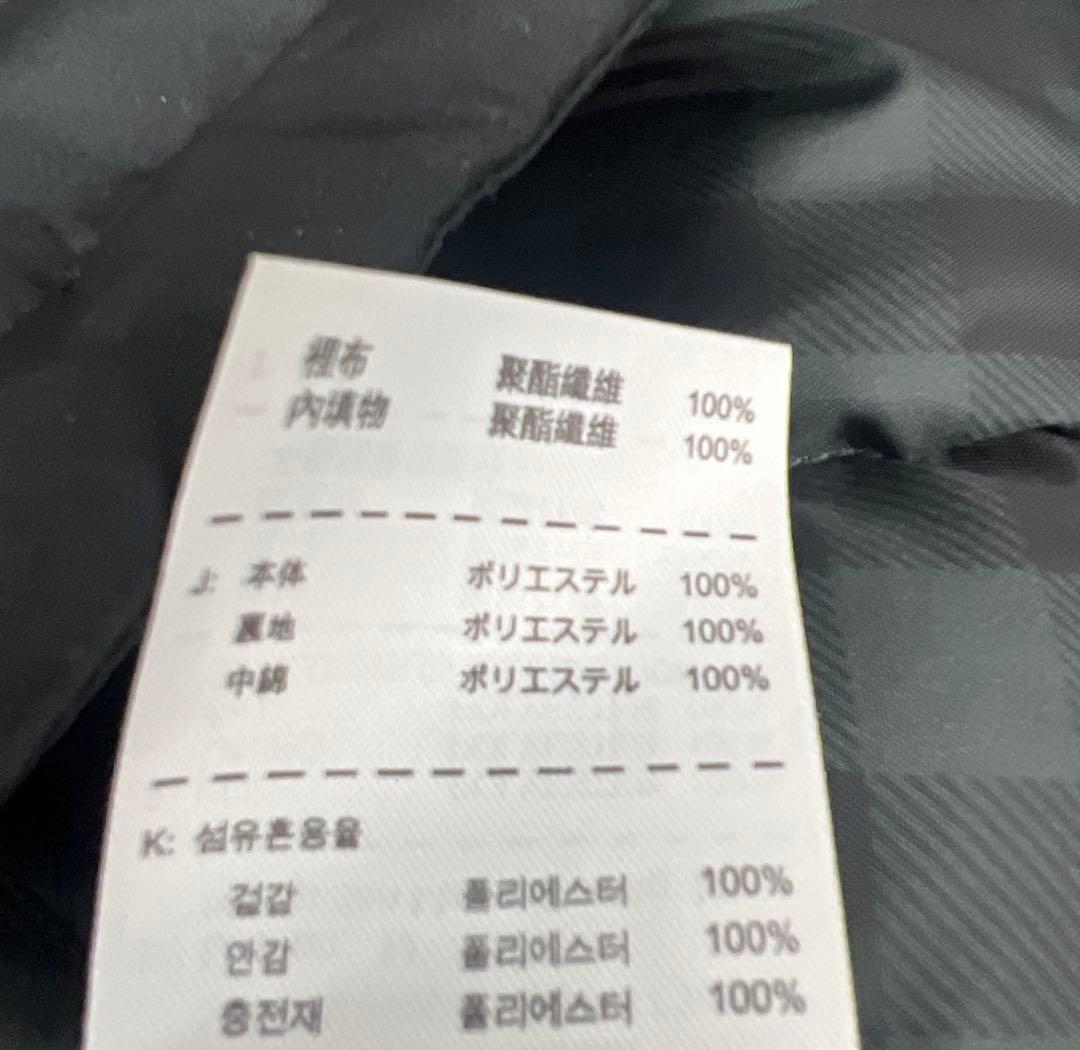 裡布 聚酯纖維 100%
內填物 聚酯纖維 100%
J: 本体 ポリエステル 100%
裏地 ポリエステル 100%
中綿 ポリエステル 100%
K: 섬유혼용율
겉감 폴리에스터 100%
안감 폴리에스터 100%
충전재 폴리에스터 100%